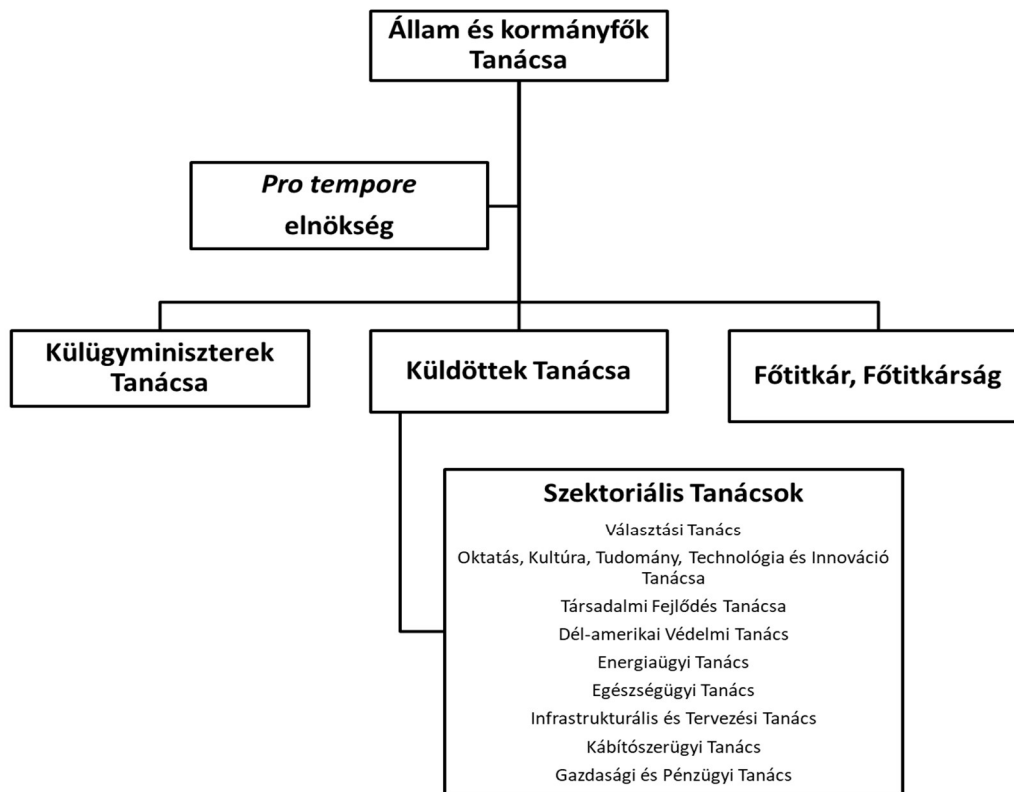 Állam és kormányfők
Tanácsa
Pro tempore
elnökség
Külügyminiszterek
Tanácsa
Küldöttek Tanácsa
Főtitkár, Főtitkárság
Szektoriális Tanácsok
Választási Tanács
Oktatás, Kultúra, Tudomány, Technológia és Innováció
Tanácsa
Társadalmi Fejlődés Tanácsa
Dél-amerikai Védelmi Tanács
Energiaügyi Tanács
Egészségügyi Tanács
Infrastrukturális és Tervezési Tanács
Kábítószerügyi Tanács
Gazdasági és Pénzügyi Tanács